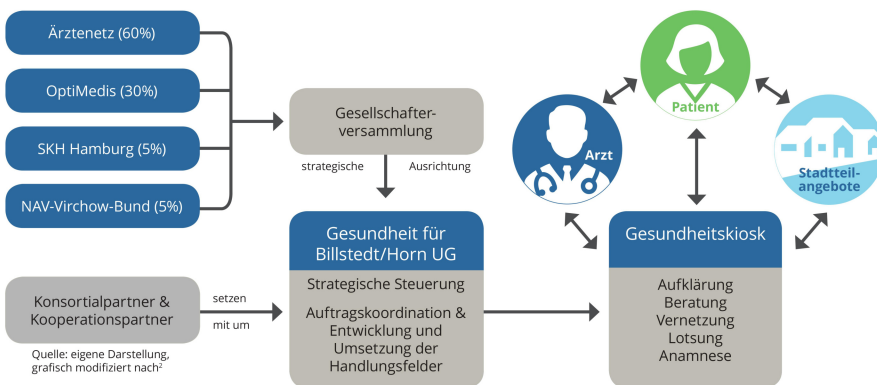 Ärztenetz (60%)
OptiMedis (30%)
SKH Hamburg (5%)
NAV-Virchow-Bund (5%)
Gesellschafter-
versammlung
strategische Ausrichtung
Konsortialpartner &
Kooperationspartner
setzen
mit um
Quelle: eigene Darstellung,
grafisch modifiziert nach²
Gesundheit für
Billstedt/Horn UG
Strategische Steuerung
Auftragskoordination &
Entwicklung und
Umsetzung der
Handlungsfelder
Patient
Arzt
Stadtteil-
angebote
Gesundheitskiosk
Aufklärung
Beratung
Vernetzung
Lotsung
Anamnese